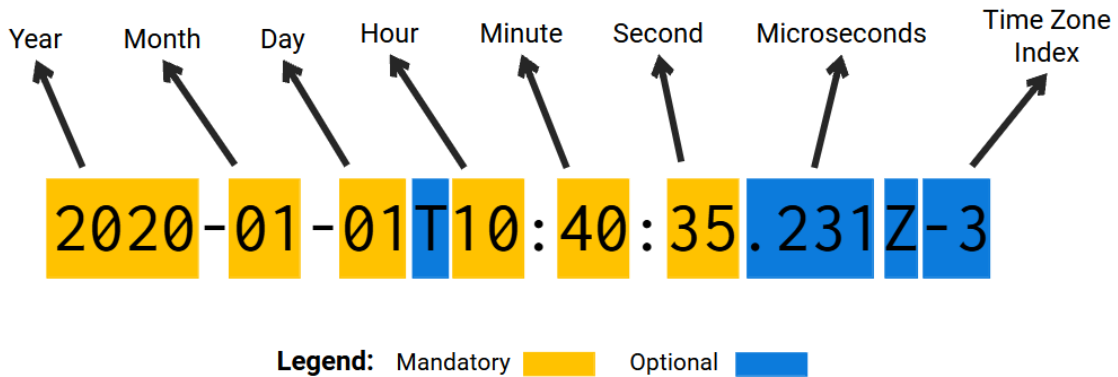 Year Month Day Hour Minute Second Microseconds Time Zone
Index
2020-01-01T10:40:35.231Z-3
Legend: Mandatory Optional